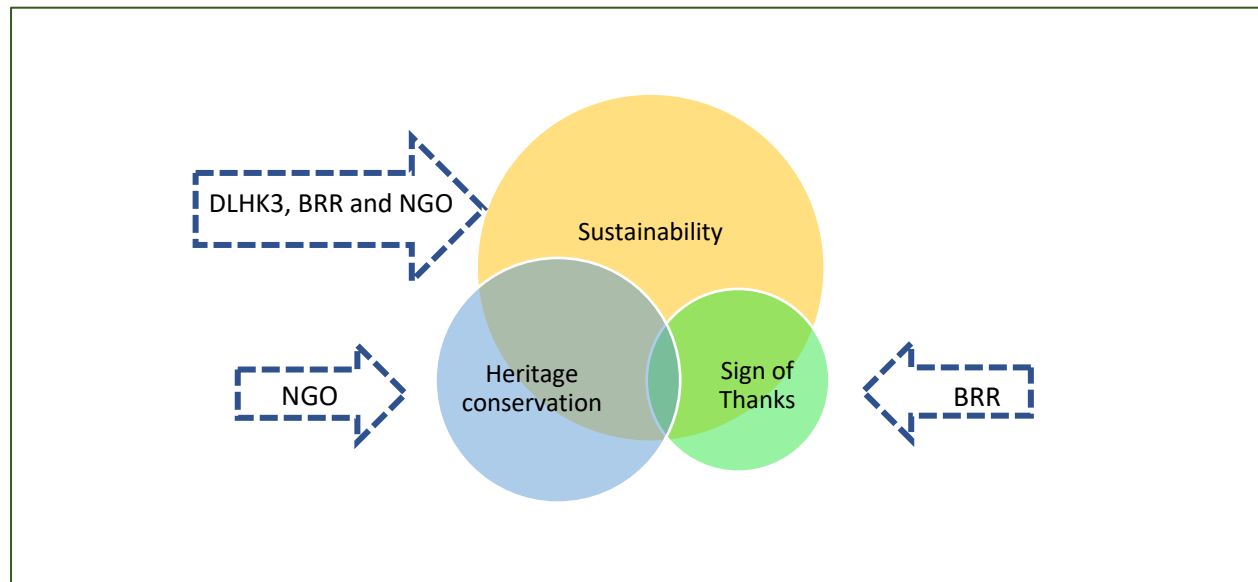 DLHK3, BRR and NGO
Sustainability
Heritage
conservation
Sign of
Thanks
NGO
BRR